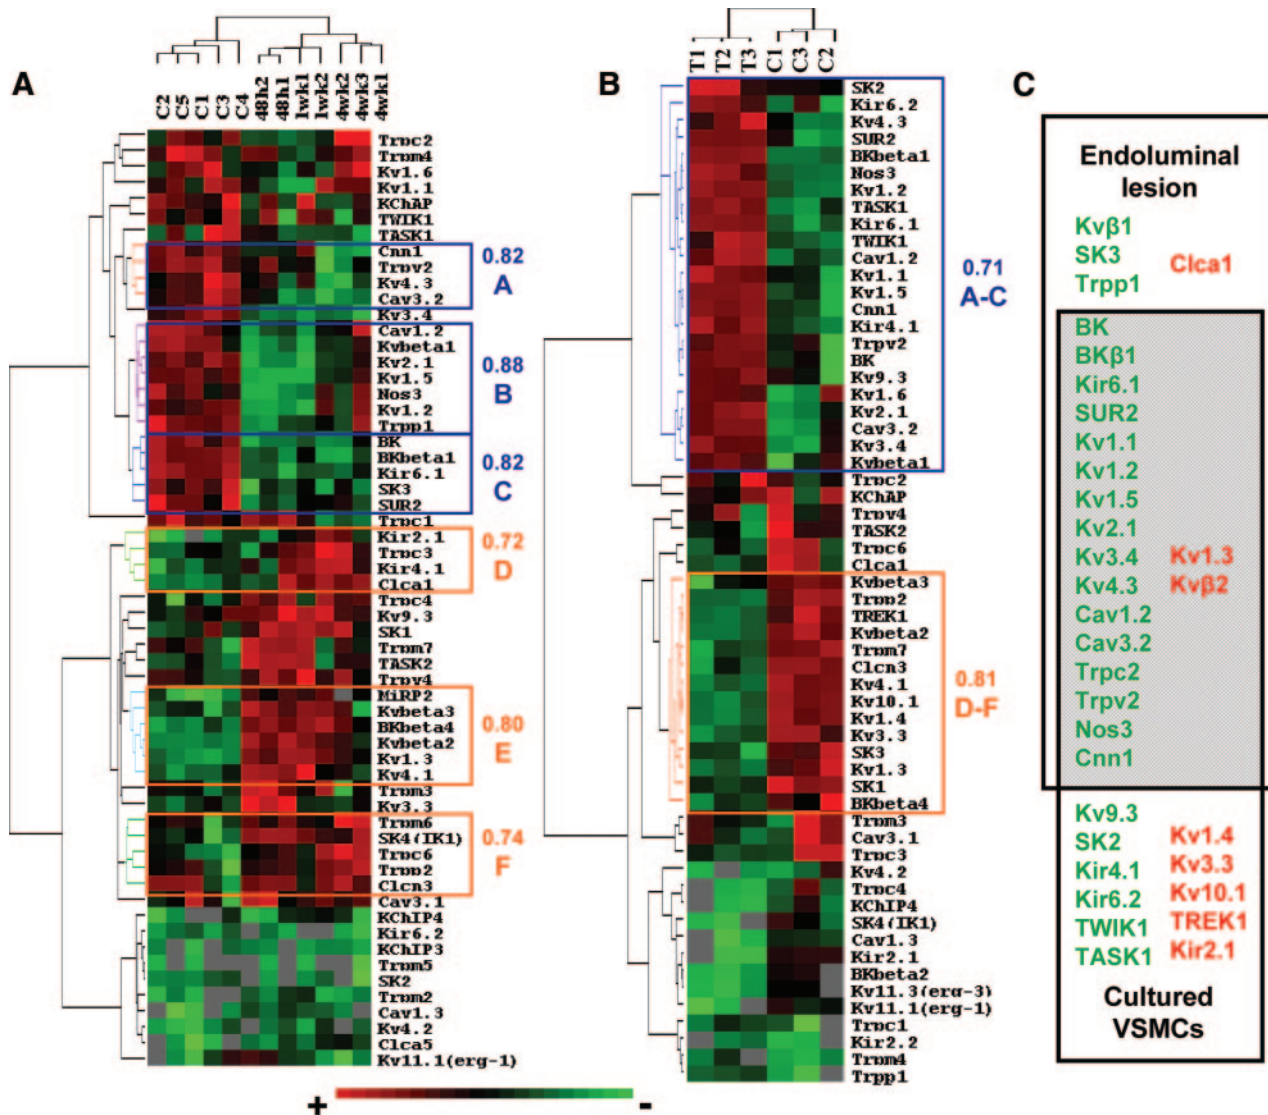 A
C2
C5
C1
C3
C4
48h2
48h1
1wk1
1wk2
4wk2
4wk3
4wk1
Trpc2
Trpm4
Kv1.6
Kv1.1
KChAP
TWIK1
TASK1
Cnn1
Trpv2
Kv4.3
Cav3.2
Kv3.4
Cav1.2
Kvbeta1
Kv2.1
Kv1.5
Nos3
Kv1.2
Trpp1
BK
BKbeta1
Kir6.1
SK3
SUR2
Trpc1
Kir2.1
Trpc3
Kir4.1
Clca1
Trpc4
Kv9.3
SK1
Trpm7
TASK2
Trpv4
MiRP2
Kvbeta3
BKbeta4
Kvbeta2
Kv1.3
Kv4.1
Trpm3
Kv3.3
Trpm6
SK4(IK1)
Trpc6
Trpp2
Clcn3
Cav3.1
KChIP4
Kir6.2
KChIP3
Trpm5
SK2
Trpm2
Cav1.3
Kv4.2
Clca5
Kv11.1(erg-1)
0.82
A
0.88
B
0.82
C
0.72
D
0.80
E
0.74
F
+
-
B
T1
T2
T3
C1
C3
C2
SK2
Kir6.2
Kv4.3
SUR2
BKbeta1
Nos3
Kv1.2
TASK1
Kir6.1
TWIK1
Cav1.2
Kv1.1
Kv1.5
Cnn1
Kir4.1
Trpv2
BK
Kv9.3
Kv1.6
Kv2.1
Cav3.2
Kv3.4
Kvbeta1
Trpc2
KChAP
Trpv4
TASK2
Trpc6
Clca1
Kvbeta3
Trpp2
TREK1
Kvbeta2
Trpm7
Clcn3
Kv4.1
Kv10.1
Kv1.4
Kv3.3
SK3
Kv1.3
SK1
BKbeta4
Trpm3
Cav3.1
Trpc3
Kv4.2
Trpc4
KChIP4
SK4(IK1)
Cav1.3
Kir2.1
BKbeta2
Kv11.3(erg-3)
Kv11.1(erg-1)
Trpc1
Kir2.2
Trpm4
Trpp1
0.71
A-C
0.81
D-F
C
Endoluminal
lesion
Kvβ1
SK3
Trpp1
Clca1
BK
BKβ1
Kir6.1
SUR2
Kv1.1
Kv1.2
Kv1.5
Kv2.1
Kv3.4
Kv4.3
Cav1.2
Cav3.2
Trpc2
Trpv2
Nos3
Cnn1
Kv1.3
Kvβ2
Kv9.3
SK2
Kir4.1
Kir6.2
TWIK1
TASK1
Kv1.4
Kv3.3
Kv10.1
TREK1
Kir2.1
Cultured
VSMCs